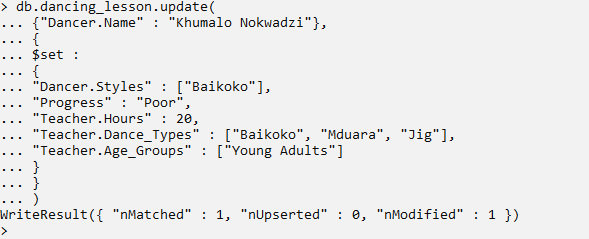 > db.dancing_lesson.update(
... {"Dancer.Name" : "Khumalo Nokwadzi"},
... {
... $set :
... {
... "Dancer.Styles" : ["Baikoko"],
... "Progress" : "Poor",
... "Teacher.Hours" : 20,
... "Teacher.Dance_Types" : ["Baikoko", "Mduara", "Jig"],
... "Teacher.Age_Groups" : ["Young Adults"]
... }
... }
... )
WriteResult({ "nMatched" : 1, "nUpserted" : 0, "nModified" : 1 })
>